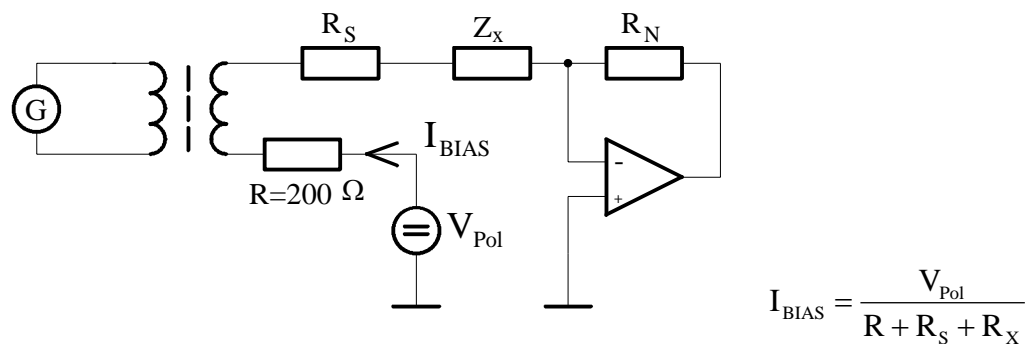 R_S Z_x R_N
G
I_BIAS
-
+
R=200 Ω
V_Pol
=
I_BIAS = V_Pol / (R + R_S + R_X)